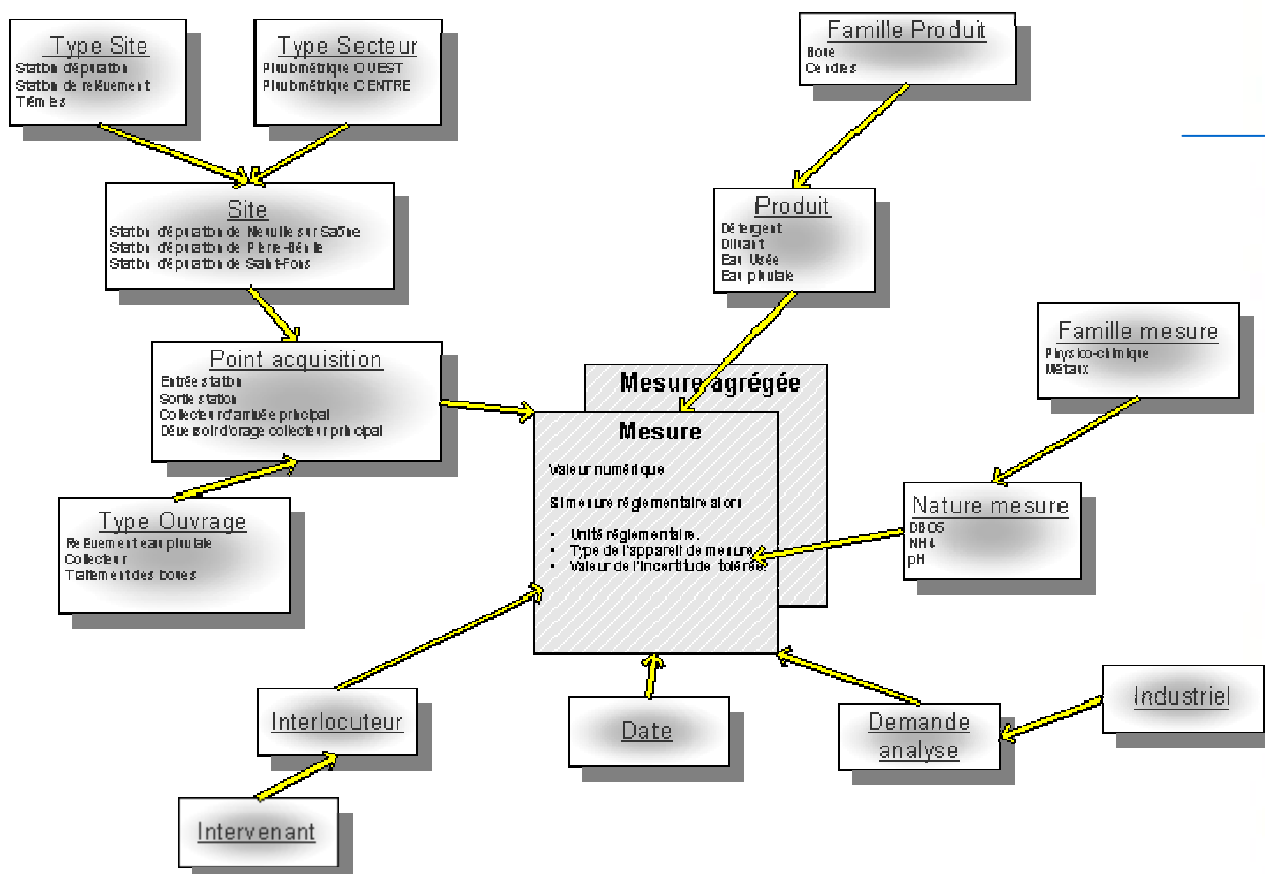 Type Site
Station d'épuration
Station de relèvement
Trémies
Type Secteur
Pluviométrique OUEST
Pluviométrique CENTRE
Famille Produit
Boue
Cendres
Site
Station d'épuration de Neuville sur Saône
Station d'épuration de Pierre-Bénite
Station d'épuration de Saint-Fons
Produit
Détergent
Diluant
Eau Usée
Eau pluviale
Famille mesure
Physico-chimique
Métaux
Point acquisition
Entrée station
Sortie station
Collecteur d'arrivée principal
Déversoir d'orage collecteur principal
Mesure agrégée
Mesure
Valeur numérique
Si mesure réglementaire alors
• Unité réglementaire.
• Type de l'appareil de mesure
• Valeur de l'incertitude tolérée.
Nature mesure
DBO5
NH4
pH
Type Ouvrage
Relèvement eau pluviale
Collecteur
Traitement des boues
Interlocuteur
Date
Demande
analyse
Industriel
Intervenant